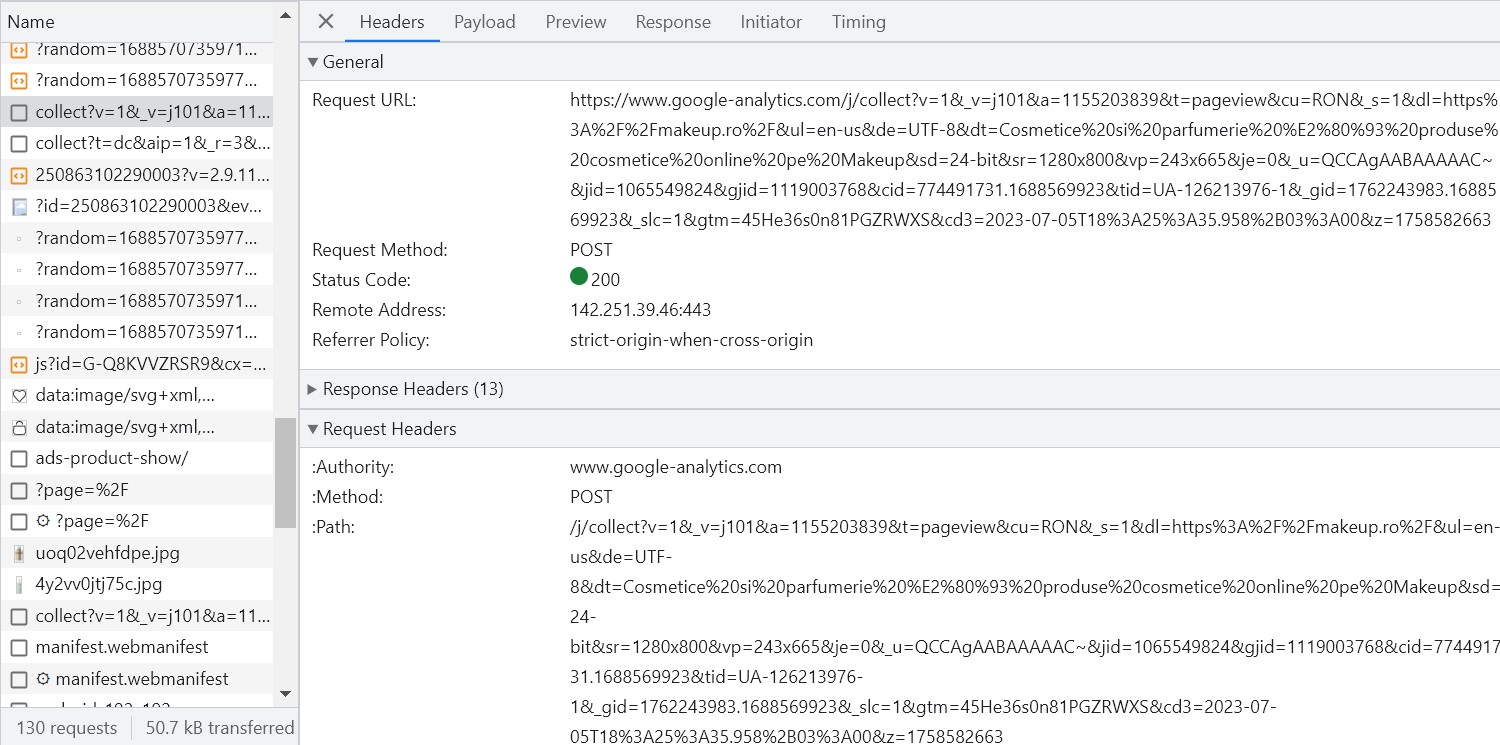 Name
?random=1688570735971...
?random=1688570735977...
collect?v=1&_v=j101&a=11...
collect?t=dc&aip=1&_r=3&...
250863102290003?v=2.9.11...
?id=250863102290003&ev...
?random=1688570735977...
?random=1688570735977...
?random=1688570735971...
?random=1688570735971...
js?id=G-Q8KVVZRSR9&cx=...
data:image/svg+xml,...
data:image/svg+xml,...
ads-product-show/
?page=%2F
?page=%2F
uoq02vehfdpe.jpg
4y2vv0jtj75c.jpg
collect?v=1&_v=j101&a=11...
manifest.webmanifest
manifest.webmanifest
130 requests 50.7 kB transferred
Headers Payload Preview Response Initiator Timing
General
Request URL: https://www.google-analytics.com/j/collect?v=1&_v=j101&a=1155203839&t=pageview&cu=RON&_s=1&dl=https%
3A%2F%2Fmakeup.ro%2F&ul=en-us&de=UTF-8&dt=Cosmetice%20si%20parfumerie%20%E2%80%93%20produse%
20cosmetice%20online%20pe%20Makeup&sd=24-bit&sr=1280x800&vp=243x665&je=0&_u=QCCAgAABAAAAAC~
&jid=1065549824&gjid=1119003768&cid=774491731.1688569923&tid=UA-126213976-1&_gid=1762243983.1688
569923&_slc=1&gtm=45He36s0n81PGZRWXS&cd3=2023-07-05T18%3A25%3A35.958%2B03%3A00&z=1758582663
Request Method: POST
Status Code: 200
Remote Address: 142.251.39.46:443
Referrer Policy: strict-origin-when-cross-origin
Response Headers (13)
Request Headers
:Authority: www.google-analytics.com
:Method: POST
:Path: /j/collect?v=1&_v=j101&a=1155203839&t=pageview&cu=RON&_s=1&dl=https%3A%2F%2Fmakeup.ro%2F&ul=en-
us&de=UTF-
8&dt=Cosmetice%20si%20parfumerie%20%E2%80%93%20produse%20cosmetice%20online%20pe%20Makeup&sd=
24-
bit&sr=1280x800&vp=243x665&je=0&_u=QCCAgAABAAAAAC~&jid=1065549824&gjid=1119003768&cid=7744917
31.1688569923&tid=UA-126213976-
1&_gid=1762243983.1688569923&_slc=1&gtm=45He36s0n81PGZRWXS&cd3=2023-07-
05T18%3A25%3A35.958%2B03%3A00&z=1758582663